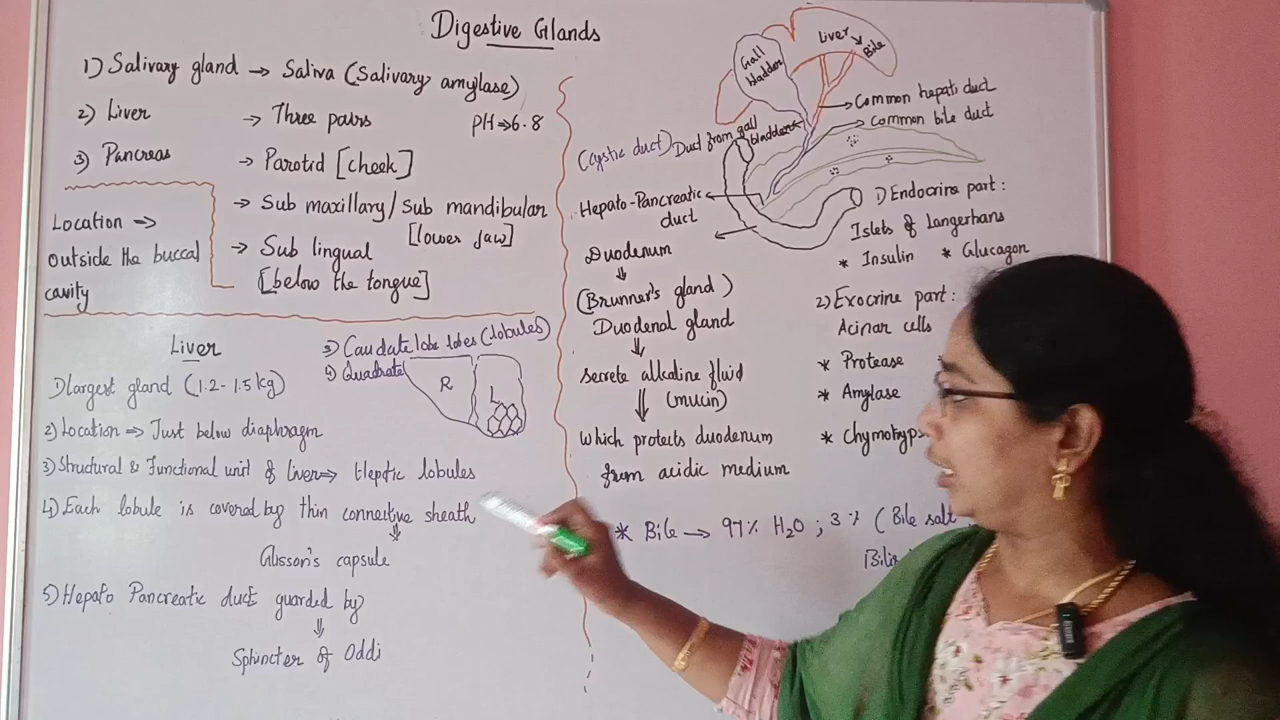 Digestive Glands
1) Salivary gland → Saliva (Salivary amylase)
2) Liver → Three pairs PH ⇒ 6.8
3) Pancreas → Parotid [cheek]
→ Sub maxillary/Sub mandibular
[lower jaw]
→ Sub lingual
[below the tongue]
Location ⇒
outside the buccal
cavity
Liver
1) largest gland (1.2-1.5kg)
2) Location ⇒ Just below diaphragm
3) Structural & Functional unit of liver ⇒ Heptic lobules
4) Each lobule is covered by thin connective sheath
⇓
Glisson's capsule
5) Hepato Pancreatic duct guarded by
⇓
Sphincter of Oddi
3) Caudate lobe lobes (lobules)
4) Quadrate
R
L
Gall
bladder
Liver
Bile
Common hepati duct
Common bile duct
(cystic duct) Duct from gall
bladder
Hepato-Pancreatic
duct
Duodenum
⇓
(Brunner's gland)
Duodenal gland
⇓
secrete alkaline fluid
(mucin)
⇓
which protects duodenum
from acidic medium
1) Endocrine part:
Islets of Langerhans
* Insulin * Glucagon
2) Exocrine part:
Acinar cells
* Protease
* Amylase
* Chymotryps
* Bile → 97% H₂O ; 3% (Bile salt